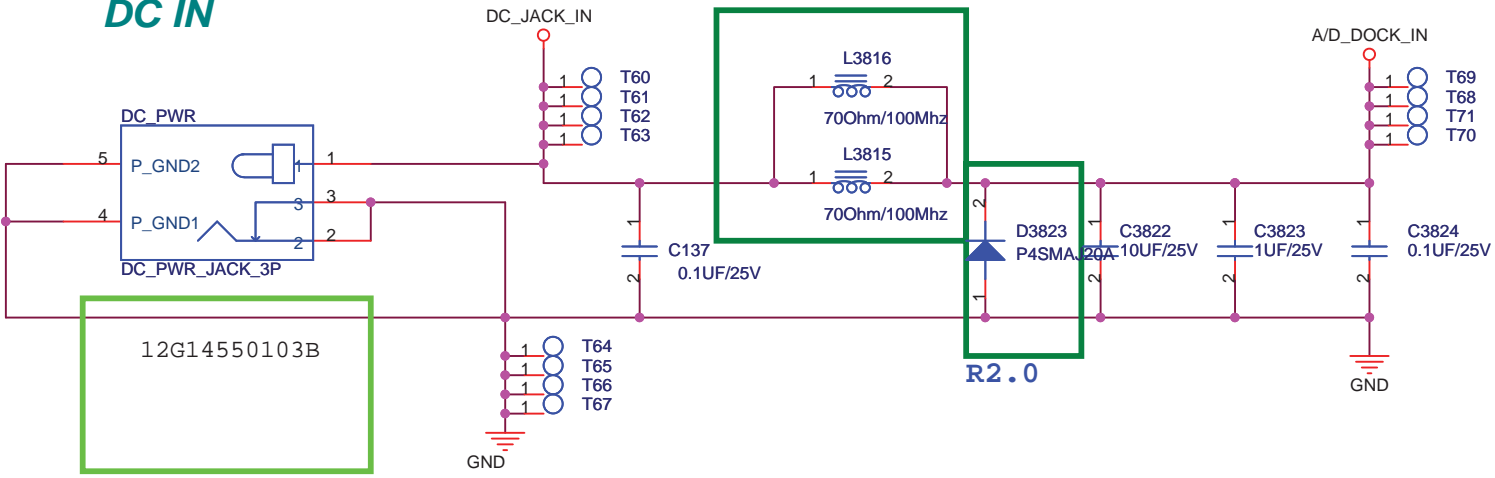 DC IN
DC_JACK_IN
A/D_DOCK_IN
1 T60
1 T61
1 T62
1 T63
L3816
1 2
70Ohm/100Mhz
L3815
1 2
70Ohm/100Mhz
1 T69
1 T68
1 T71
1 T70
DC_PWR
5 P_GND2 1 1
3 3
4 P_GND1
2 2
DC_PWR_JACK_3P
1
C137
0.1UF/25V
2
2
D3823
P4SMAJ20A
1
1
C3822
10UF/25V
2
1
C3823
1UF/25V
2
1
C3824
0.1UF/25V
2
12G14550103B
1 T64
1 T65
1 T66
1 T67
GND
R2.0
GND